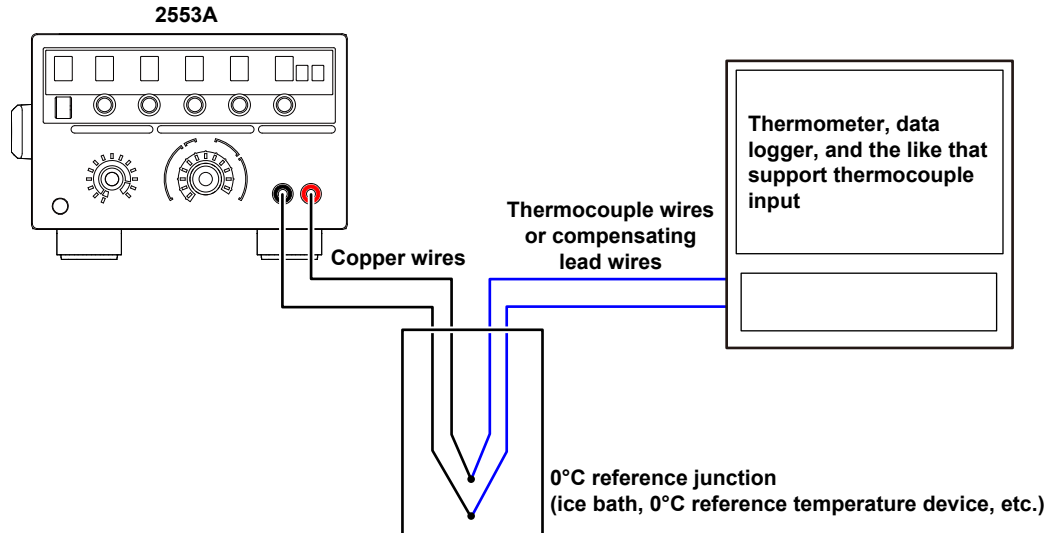 2553A
Thermometer, data
logger, and the like that
support thermocouple
input
Thermocouple wires
or compensating
lead wires
Copper wires
0°C reference junction
(ice bath, 0°C reference temperature device, etc.)